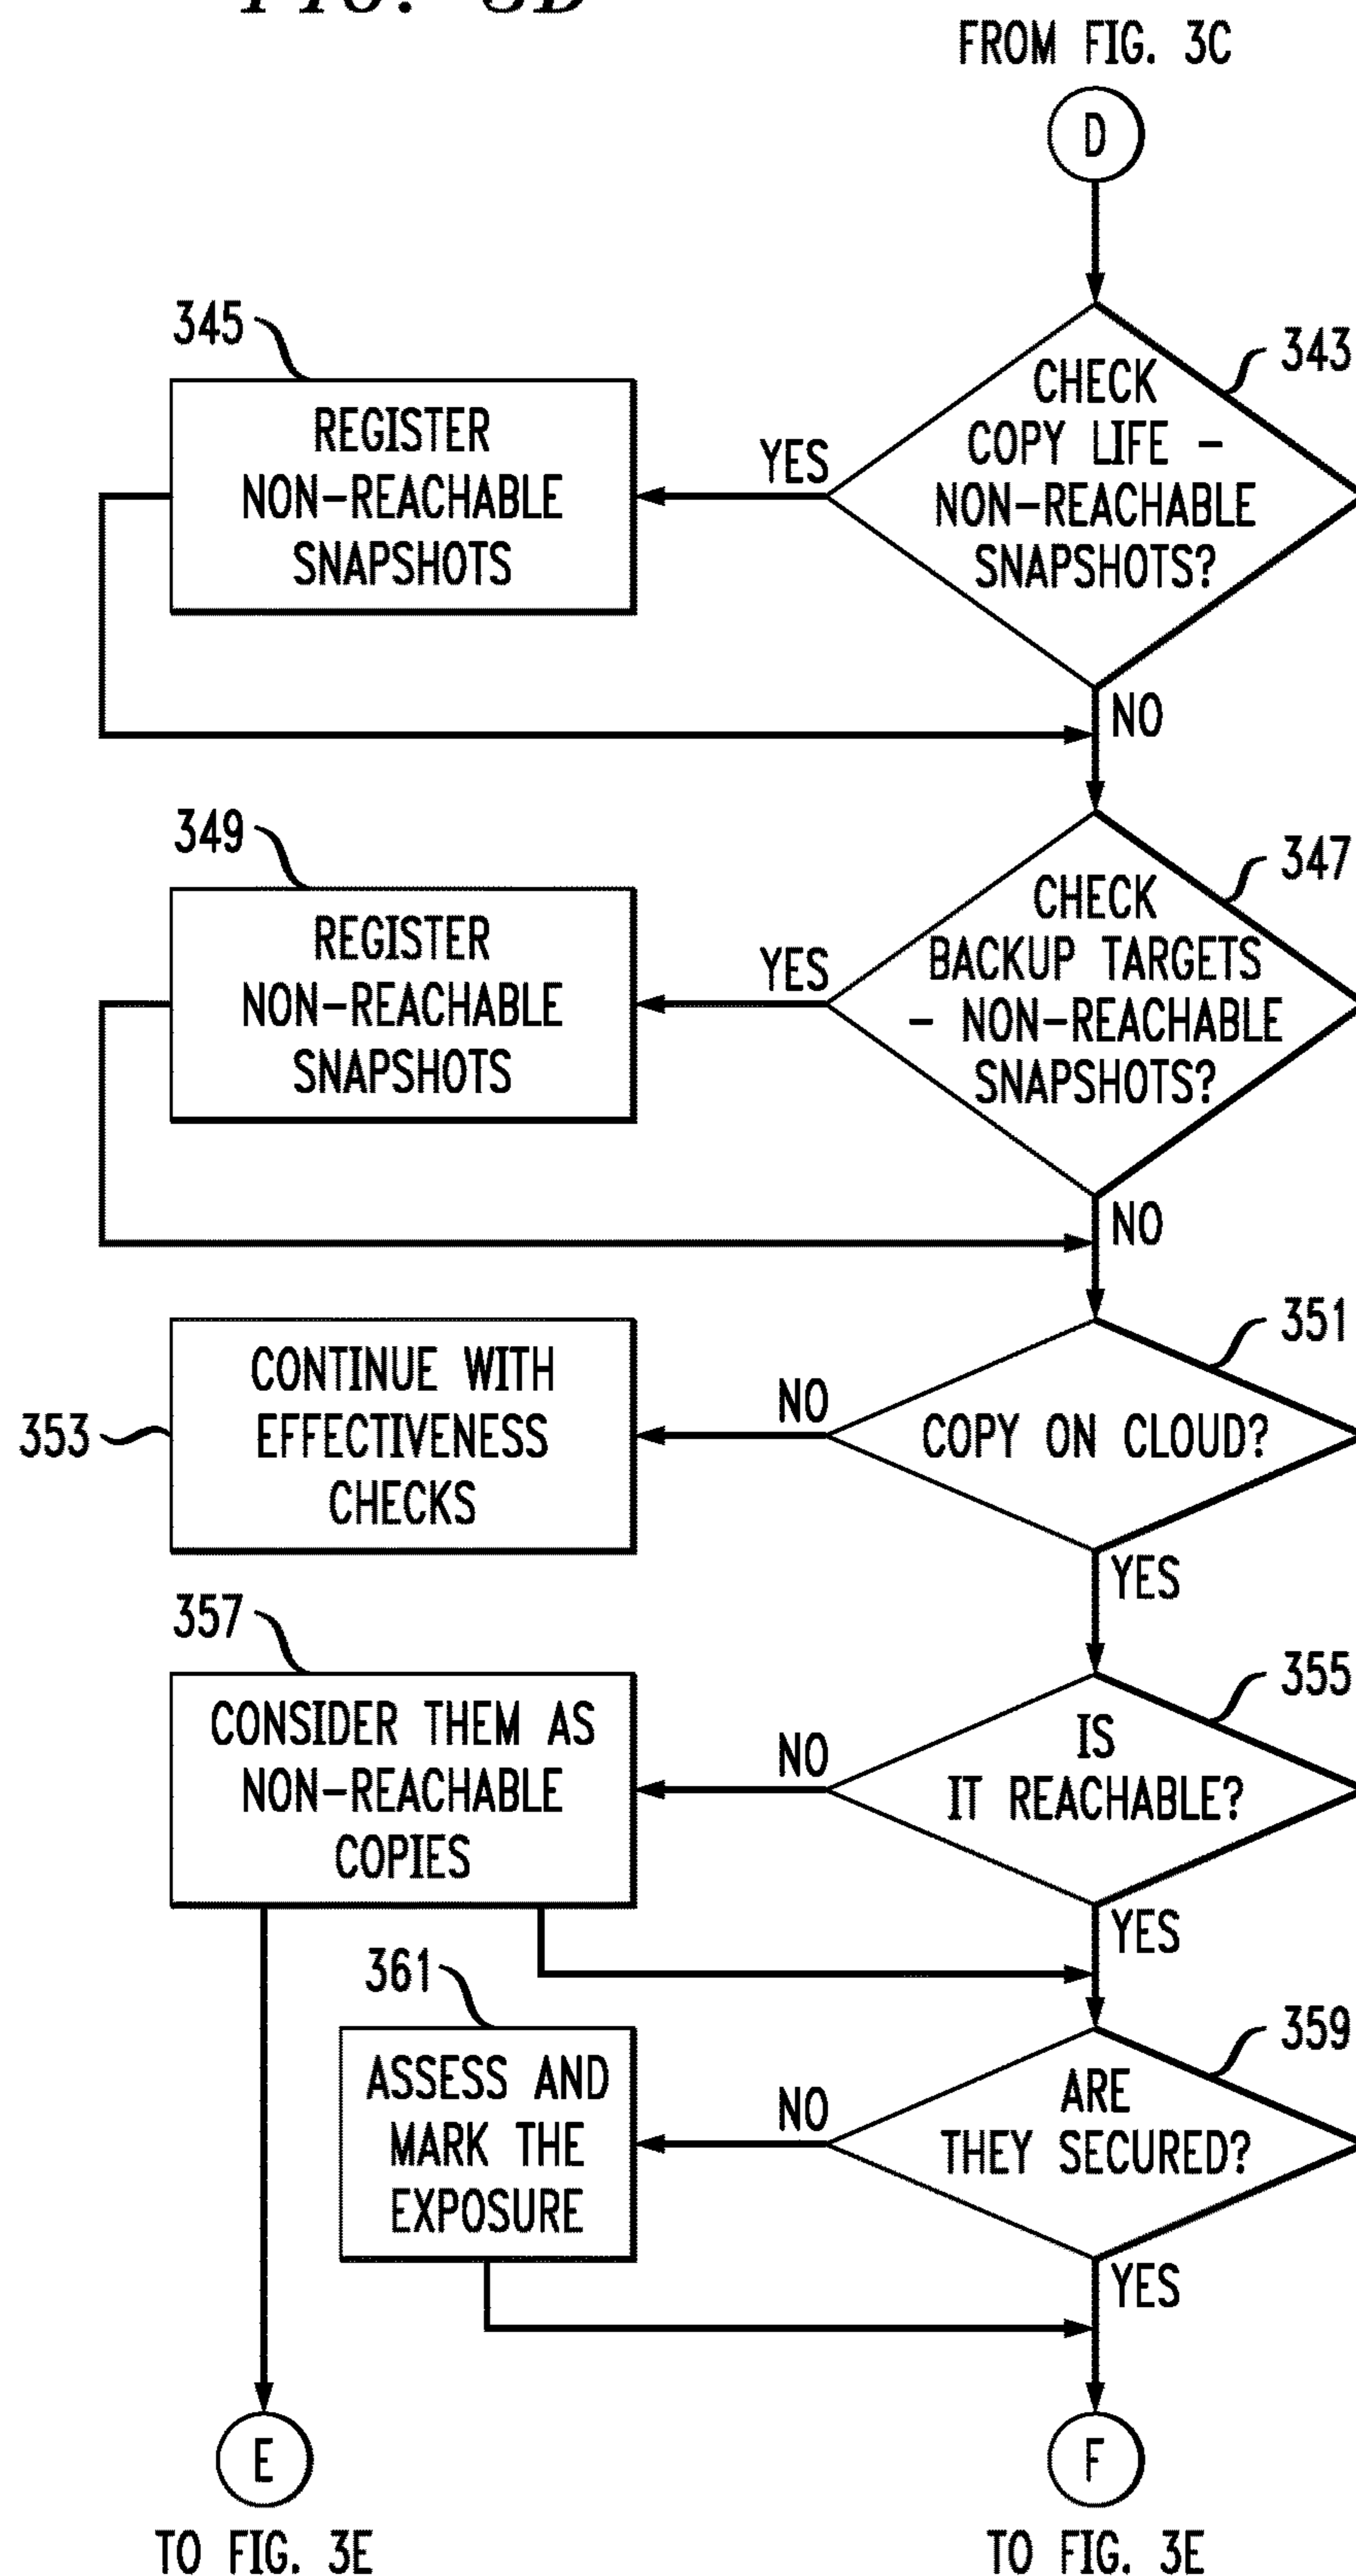 FIG. 3D
FROM FIG. 3C
D
343
CHECK
COPY LIFE -
NON-REACHABLE
SNAPSHOTS?
YES
NO
345
REGISTER
NON-REACHABLE
SNAPSHOTS
347
CHECK
BACKUP TARGETS
- NON-REACHABLE
SNAPSHOTS?
YES
NO
349
REGISTER
NON-REACHABLE
SNAPSHOTS
351
COPY ON CLOUD?
NO
YES
353
CONTINUE WITH
EFFECTIVENESS
CHECKS
355
IS
IT REACHABLE?
NO
YES
357
CONSIDER THEM AS
NON-REACHABLE
COPIES
359
ARE
THEY SECURED?
NO
YES
361
ASSESS AND
MARK THE
EXPOSURE
E
TO FIG. 3E
F
TO FIG. 3E